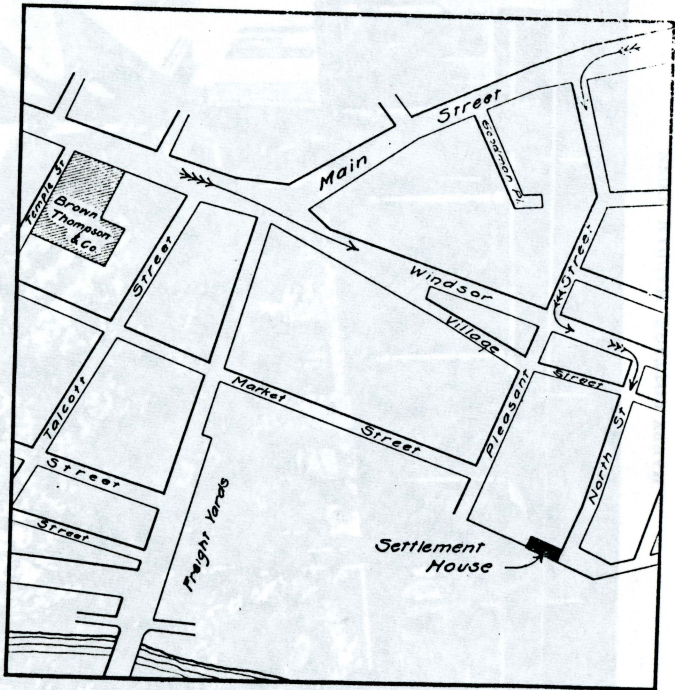 Main Street
Temple St
Brown
Thompson
& Co.
Street
Windsor
Street
Village
Street
Market
Street
Pleasant
Talcott
North St
Street
Street
Freight Yards
Settlement
House